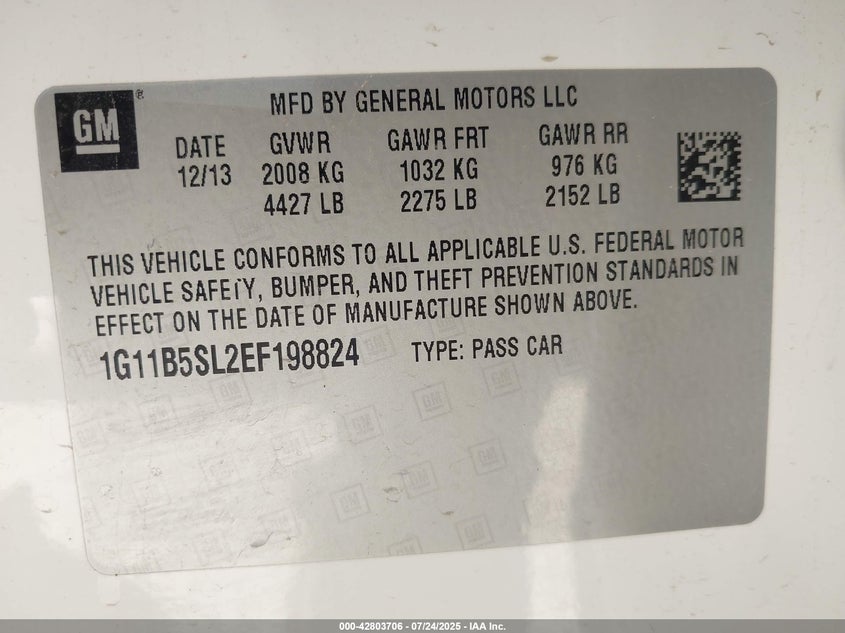 GM ® MFD BY GENERAL MOTORS LLC
DATE GVWR GAWR FRT GAWR RR
12/13 2008 KG 1032 KG 976 KG
4427 LB 2275 LB 2152 LB
THIS VEHICLE CONFORMS TO ALL APPLICABLE U.S. FEDERAL MOTOR
VEHICLE SAFETY, BUMPER, AND THEFT PREVENTION STANDARDS IN
EFFECT ON THE DATE OF MANUFACTURE SHOWN ABOVE.
1G11B5SL2EF198824 TYPE: PASS CAR
000-42803706 - 07/24/2025 - IAA Inc.